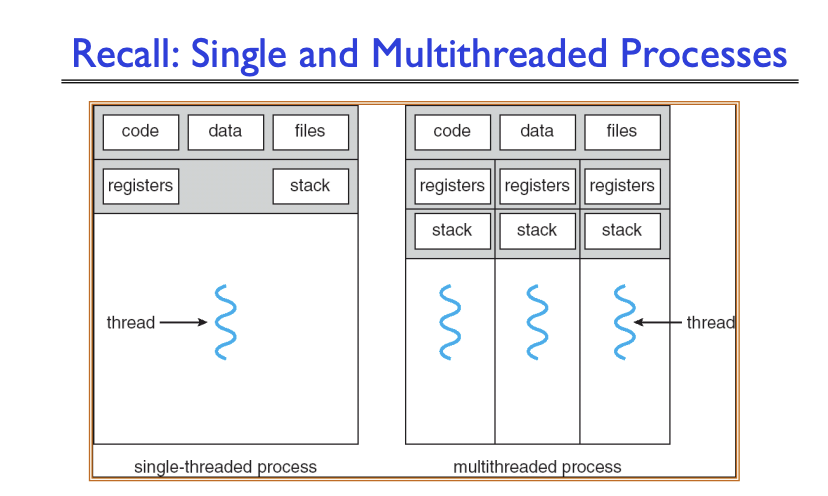 Recall: Single and Multithreaded Processes
code data files
registers stack
thread
single-threaded process
code data files
registers registers registers
stack stack stack
thread
multithreaded process